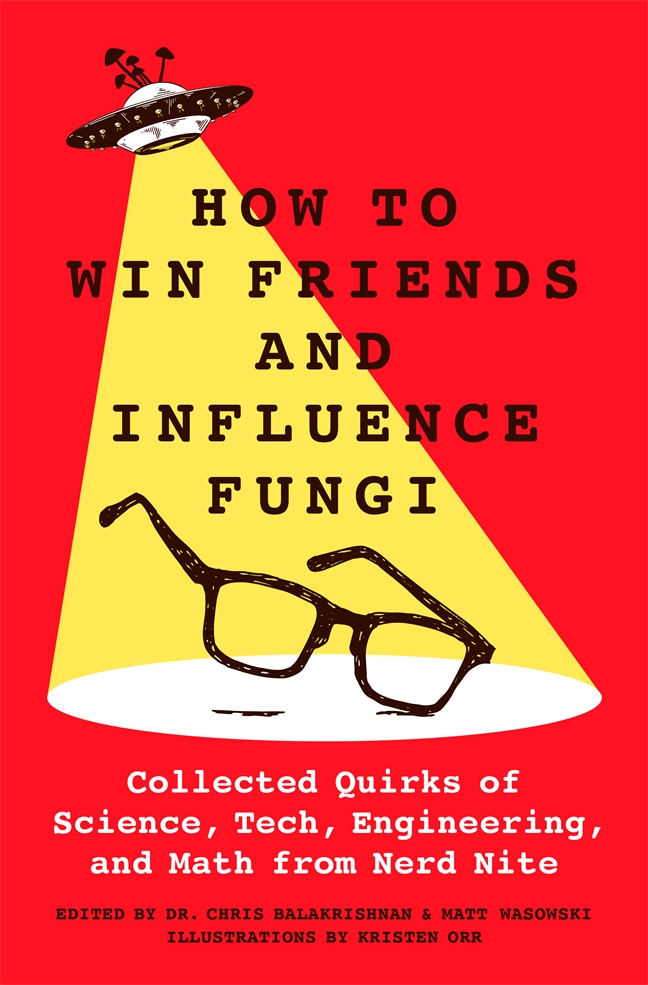 HOW TO
WIN FRIENDS
AND
INFLUENCE
FUNGI
Collected Quirks of
Science, Tech, Engineering,
and Math from Nerd Nite
EDITED BY DR. CHRIS BALAKRISHNAN & MATT WASOWSKI
ILLUSTRATIONS BY KRISTEN ORR